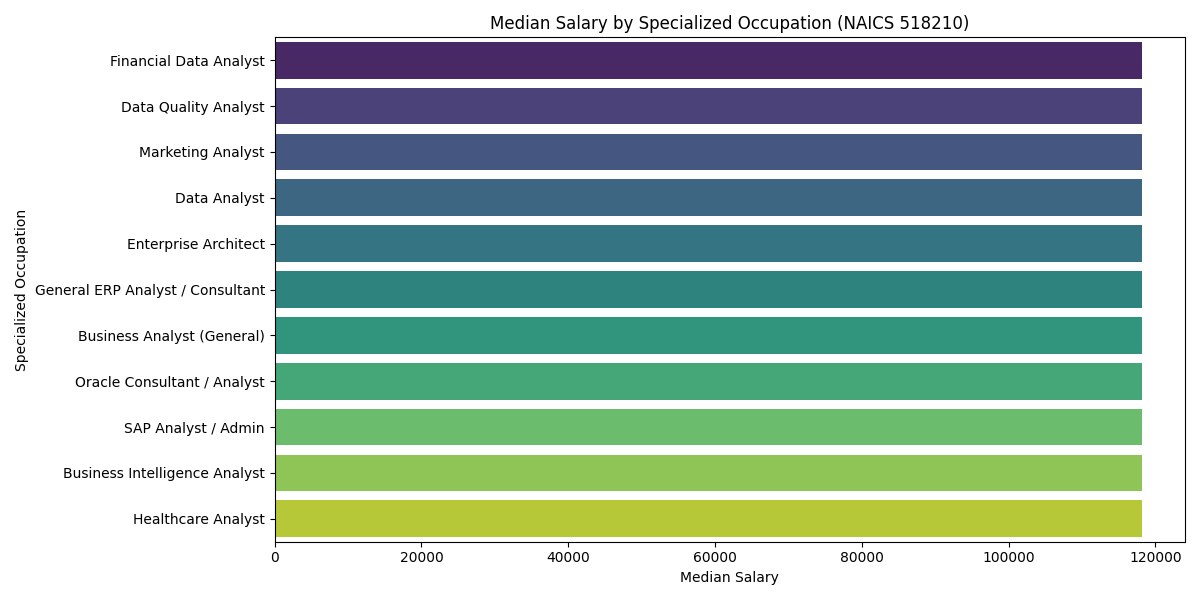 Median Salary by Specialized Occupation (NAICS 518210)
Specialized Occupation
Financial Data Analyst
Data Quality Analyst
Marketing Analyst
Data Analyst
Enterprise Architect
General ERP Analyst / Consultant
Business Analyst (General)
Oracle Consultant / Analyst
SAP Analyst / Admin
Business Intelligence Analyst
Healthcare Analyst
0 20000 40000 60000 80000 100000 120000
Median Salary